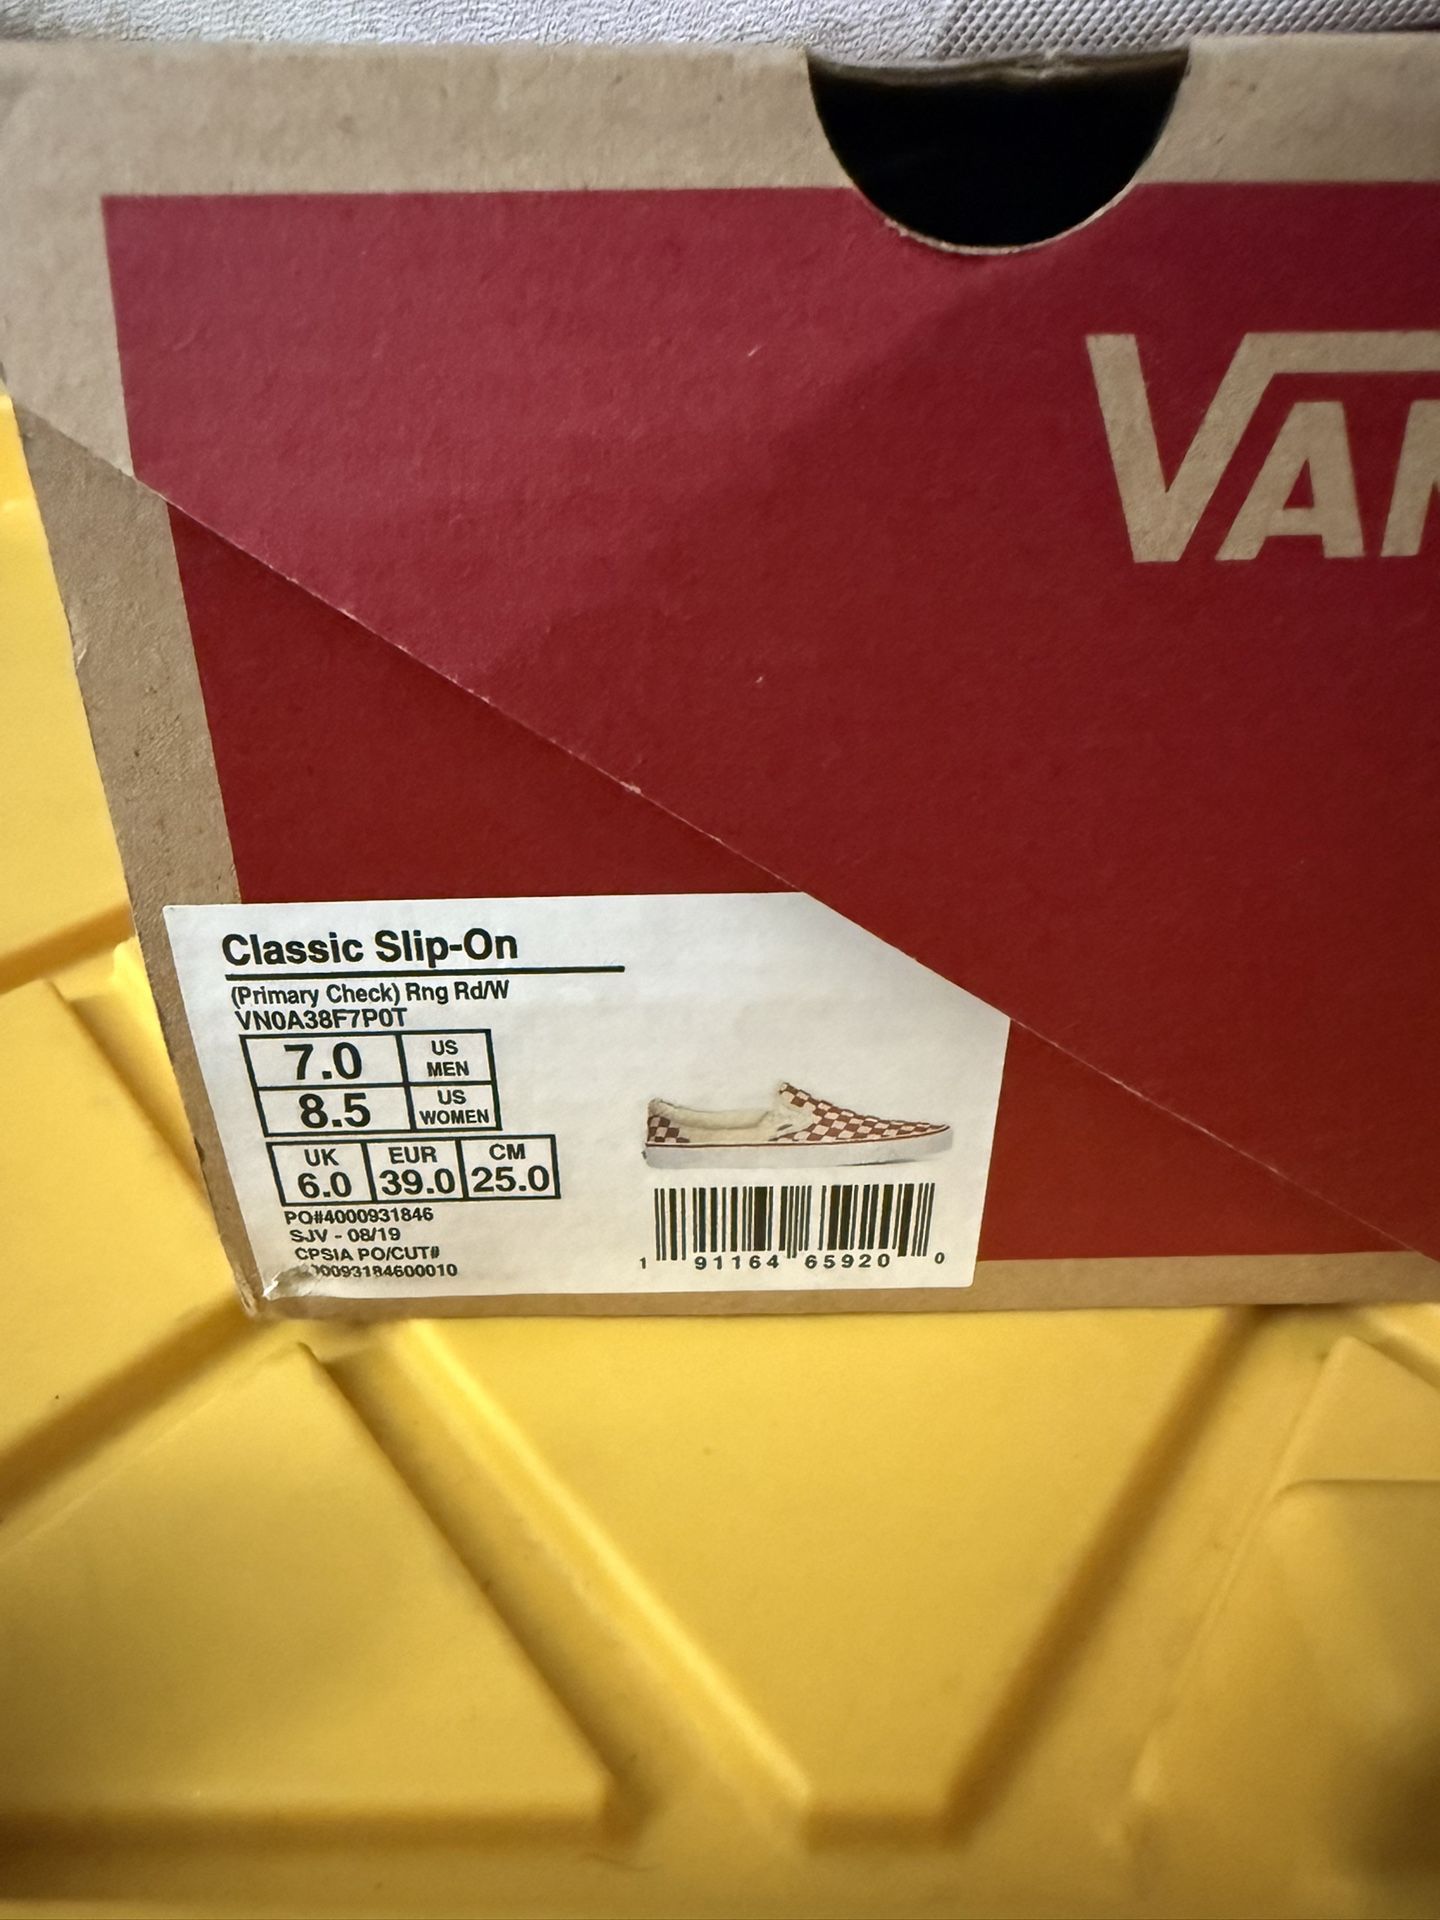 VAN
Classic Slip-On
(Primary Check) Rng Rd/W
VN0A38F7P0T
7.0 US MEN
8.5 US WOMEN
UK EUR CM
6.0 39.0 25.0
PO#4000931846
SJV - 08/19
CPSIA PO/CUT#
00093184600010
1 91164 65920 0